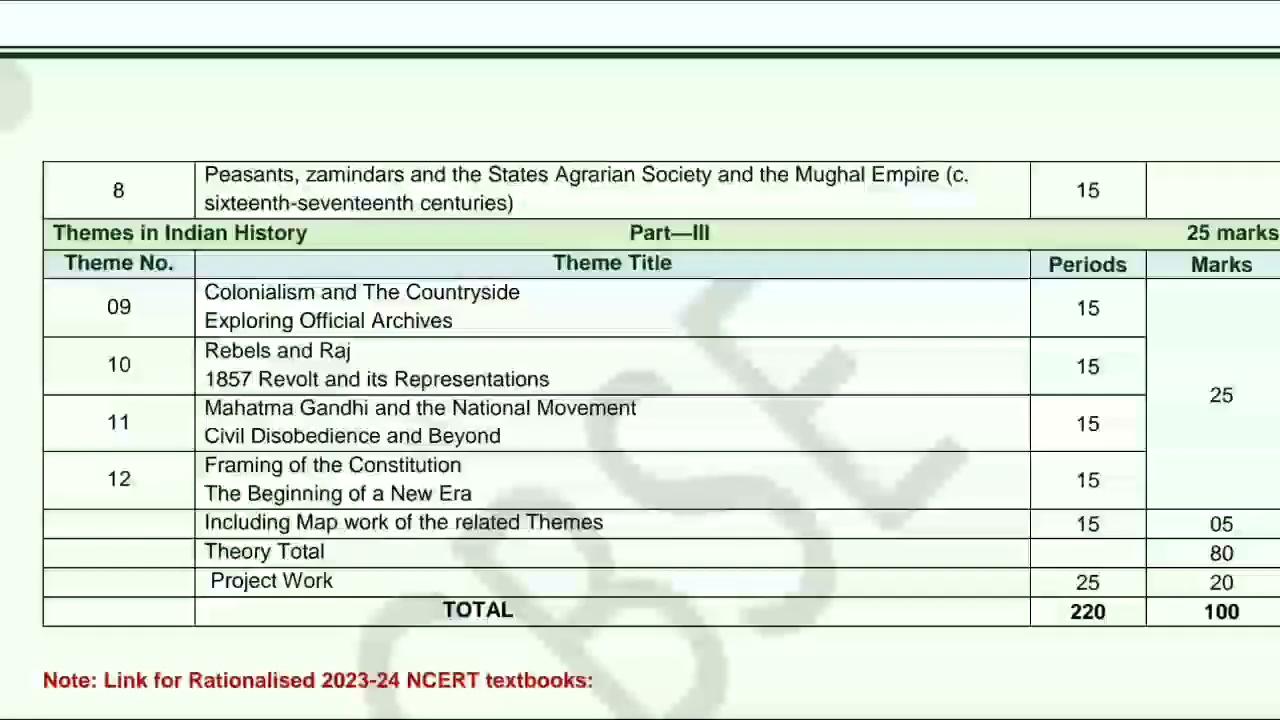 8 Peasants, zamindars and the States Agrarian Society and the Mughal Empire (c. 15
sixteenth-seventeenth centuries)
Themes in Indian History Part—III 25 marks
Theme No. Theme Title Periods Marks
09 Colonialism and The Countryside 15
Exploring Official Archives
10 Rebels and Raj 15
1857 Revolt and its Representations
25
11 Mahatma Gandhi and the National Movement 15
Civil Disobedience and Beyond
12 Framing of the Constitution 15
The Beginning of a New Era
Including Map work of the related Themes 15 05
Theory Total 80
Project Work 25 20
TOTAL 220 100
Note: Link for Rationalised 2023-24 NCERT textbooks:
CBSE